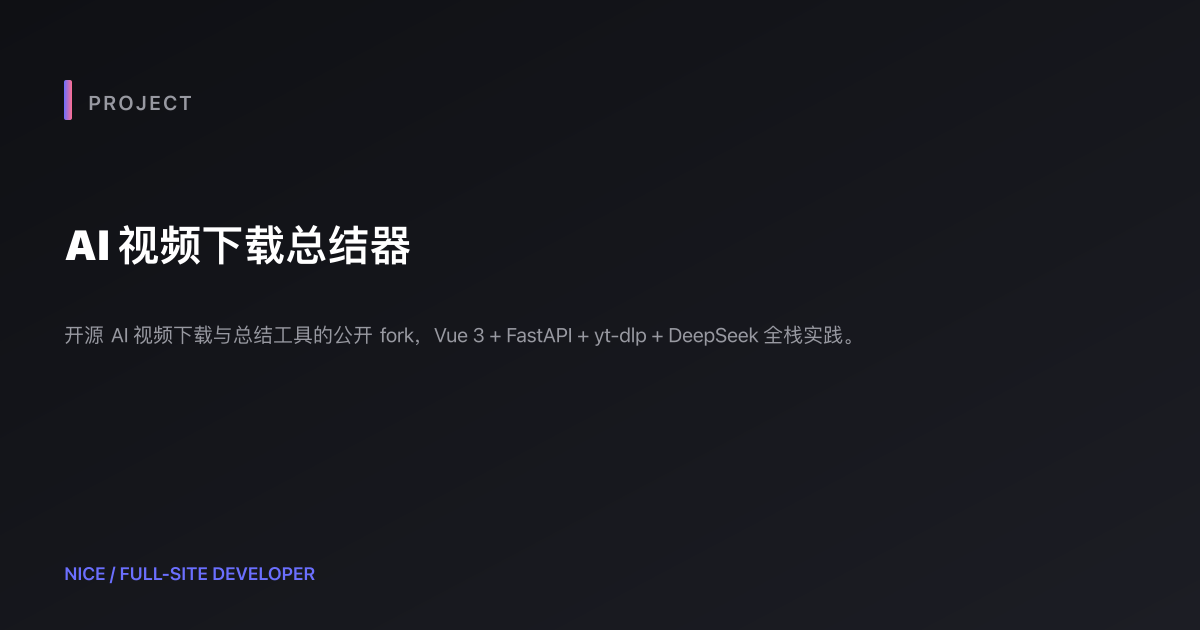 PROJECT
AI 视频下载总结器
开源 AI 视频下载与总结工具的公开 fork，Vue 3 + FastAPI + yt-dlp + DeepSeek 全栈实践。
NICE / FULL-SITE DEVELOPER